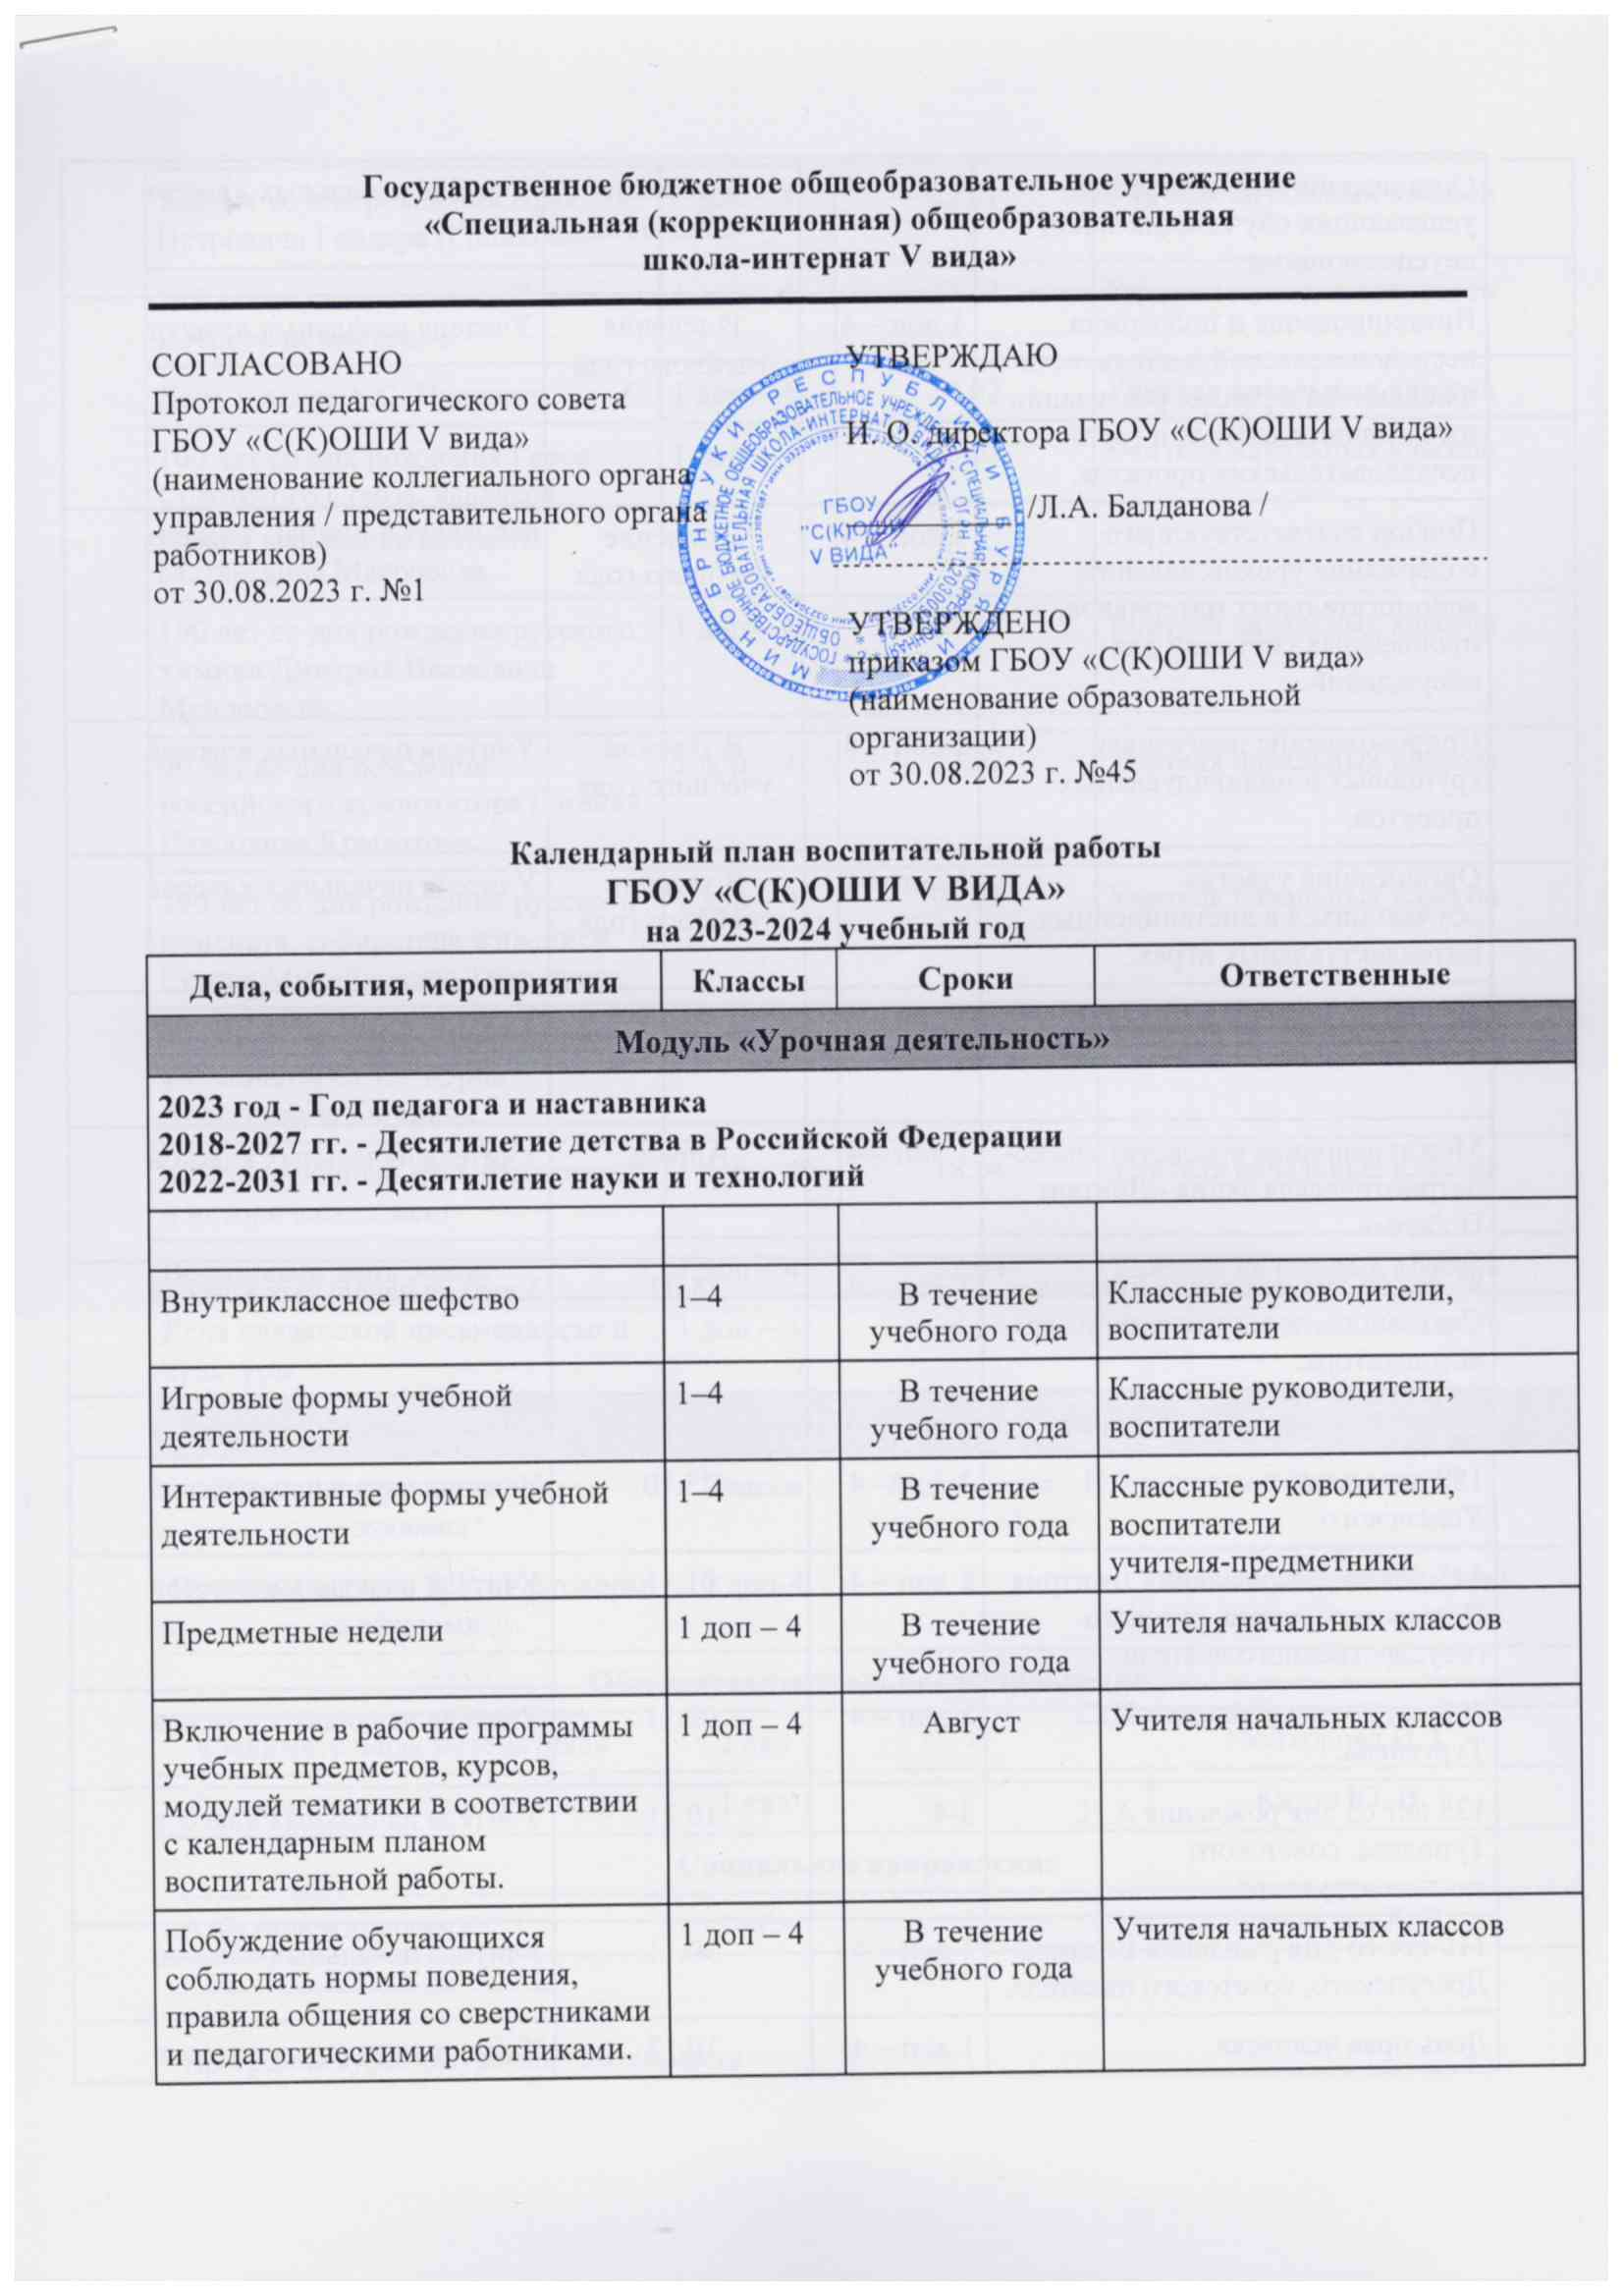 Государственное бюджетное общеобразовательное учреждение
«Специальная (коррекционная) общеобразовательная
школа-интернат V вида»
СОГЛАСОВАНО
Протокол педагогического совета
ГБОУ «С(К)ОШИ V вида»
(наименование коллегиального органа
управления / представительного органа
работников)
от 30.08.2023 г. №1
УТВЕРЖДАЮ
И. О. директора ГБОУ «С(К)ОШИ V вида»
/Л.А. Балданова /
ГБОУ
"С(К)ОШИ
V ВИДА"
УТВЕРЖДЕНО
приказом ГБОУ «С(К)ОШИ V вида»
(наименование образовательной
организации)
от 30.08.2023 г. №45
Календарный план воспитательной работы
ГБОУ «С(К)ОШИ V ВИДА»
на 2023-2024 учебный год
Дела, события, мероприятия Классы Сроки Ответственные
Модуль «Урочная деятельность»
2023 год - Год педагога и наставника
2018-2027 гг. - Десятилетие детства в Российской Федерации
2022-2031 гг. - Десятилетие науки и технологий
Внутриклассное шефство 1–4 В течение Классные руководители,
учебного года воспитатели
Игровые формы учебной 1–4 В течение Классные руководители,
деятельности учебного года воспитатели
Интерактивные формы учебной 1–4 В течение Классные руководители,
деятельности учебного года воспитатели
учителя-предметники
Предметные недели 1 доп – 4 В течение Учителя начальных классов
учебного года
Включение в рабочие программы 1 доп – 4 Август Учителя начальных классов
учебных предметов, курсов,
модулей тематики в соответствии
с календарным планом
воспитательной работы.
Побуждение обучающихся 1 доп – 4 В течение Учителя начальных классов
соблюдать нормы поведения, учебного года
правила общения со сверстниками
и педагогическими работниками.